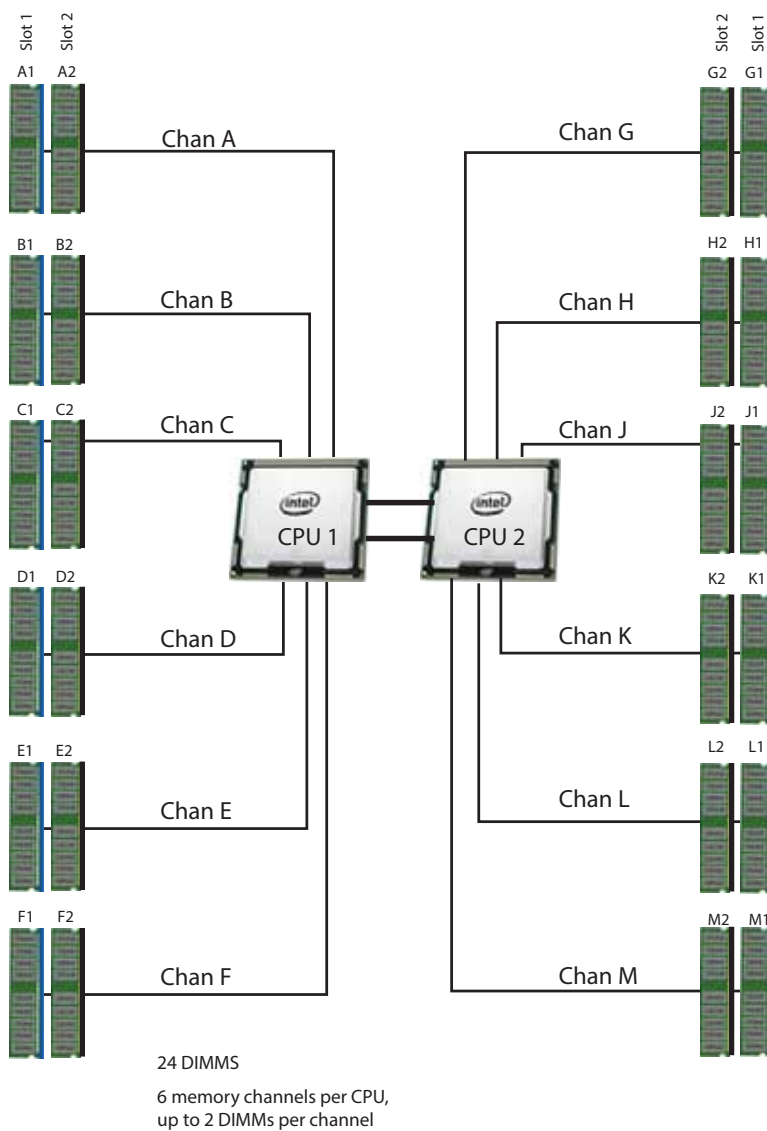 Slot 1
Slot 2
Slot 2
Slot 1
A1 A2
G2 G1
Chan A
Chan G
B1 B2
H2 H1
Chan B
Chan H
C1 C2
J2 J1
Chan C
Chan J
intel
CPU 1
intel
CPU 2
D1 D2
K2 K1
Chan D
Chan K
E1 E2
L2 L1
Chan E
Chan L
F1 F2
M2 M1
Chan F
Chan M
24 DIMMS
6 memory channels per CPU,
up to 2 DIMMs per channel